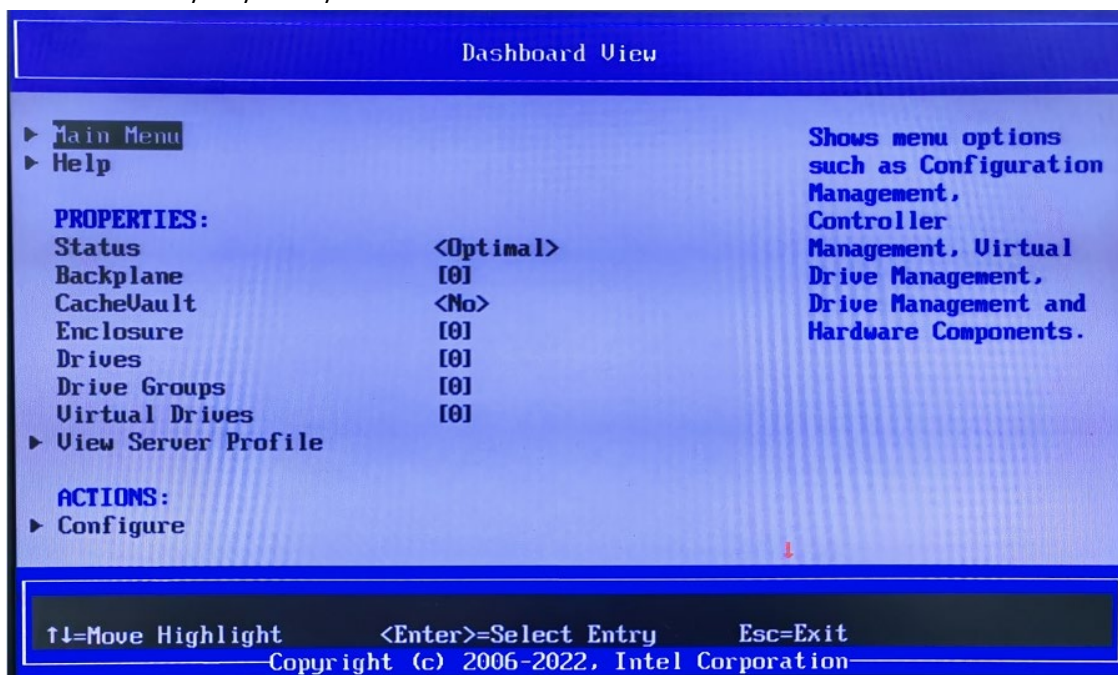 Dashboard View
Main Menu
Help
PROPERTIES:
Status <Optimal>
Backplane [0]
CacheVault <No>
Enclosure [0]
Drives [0]
Drive Groups [0]
Virtual Drives [0]
View Server Profile
ACTIONS:
Configure
Shows menu options
such as Configuration
Management,
Controller
Management, Virtual
Drive Management,
Drive Management and
Hardware Components.
↑↓=Move Highlight <Enter>=Select Entry Esc=Exit
Copyright (c) 2006-2022, Intel Corporation